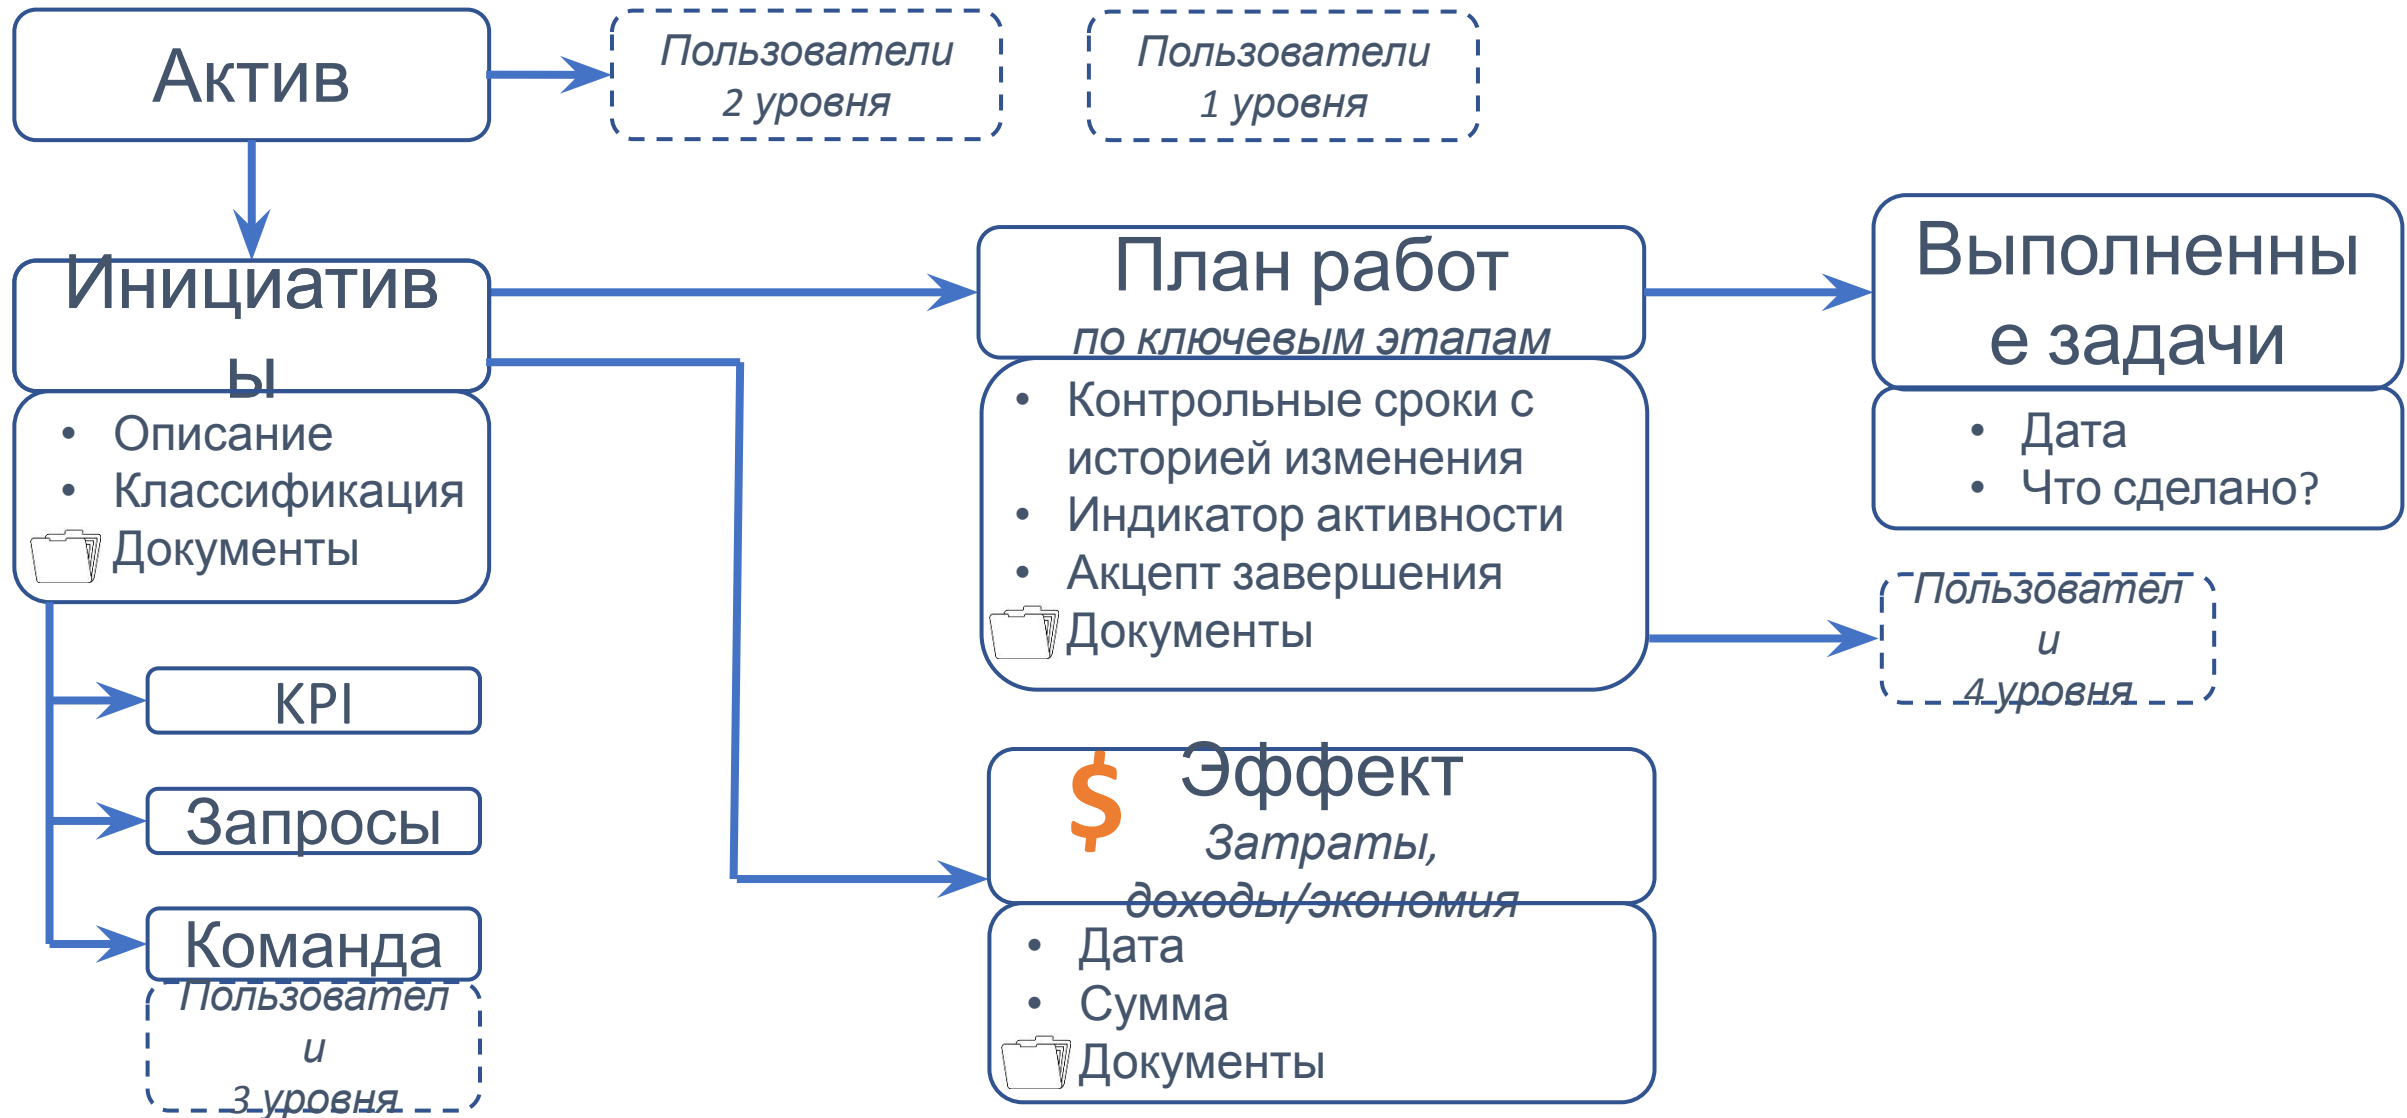 Актив
Пользователи
2 уровня
Пользователи
1 уровня
Инициатив
ы
• Описание
• Классификация
Документы
KPI
Запросы
Команда
Пользовател
и
3 уровня
План работ
по ключевым этапам
• Контрольные сроки с
историей изменения
• Индикатор активности
• Акцепт завершения
Документы
$ Эффект
Затраты,
доходы/экономия
• Дата
• Сумма
Документы
Выполненны
е задачи
• Дата
• Что сделано?
Пользовател
и
4 уровня